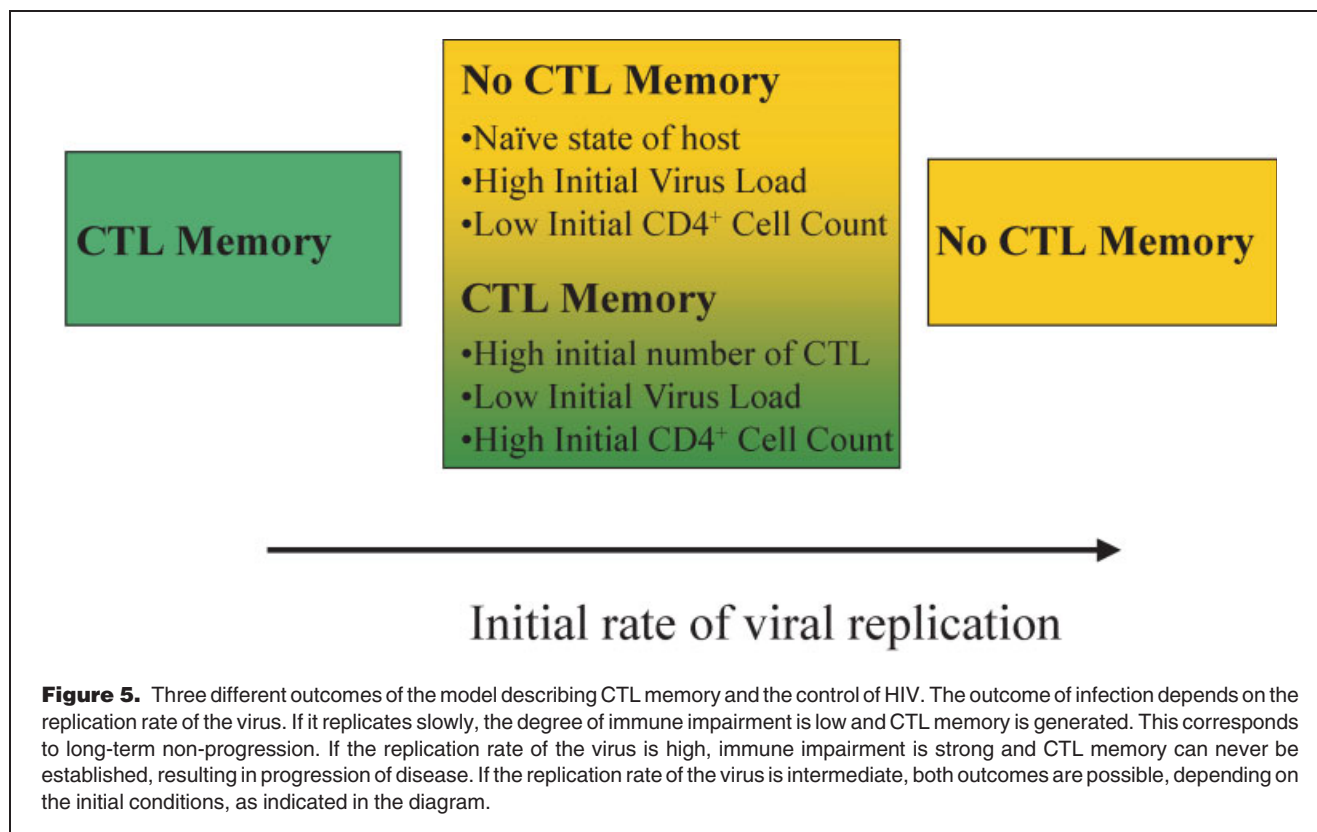 CTL Memory
No CTL Memory
•Naïve state of host
•High Initial Virus Load
•Low Initial CD4⁺ Cell Count
CTL Memory
•High initial number of CTL
•Low Initial Virus Load
•High Initial CD4⁺ Cell Count
No CTL Memory
Initial rate of viral replication
Figure 5. Three different outcomes of the model describing CTL memory and the control of HIV. The outcome of infection depends on the
replication rate of the virus. If it replicates slowly, the degree of immune impairment is low and CTL memory is generated. This corresponds
to long-term non-progression. If the replication rate of the virus is high, immune impairment is strong and CTL memory can never be
established, resulting in progression of disease. If the replication rate of the virus is intermediate, both outcomes are possible, depending on
the initial conditions, as indicated in the diagram.